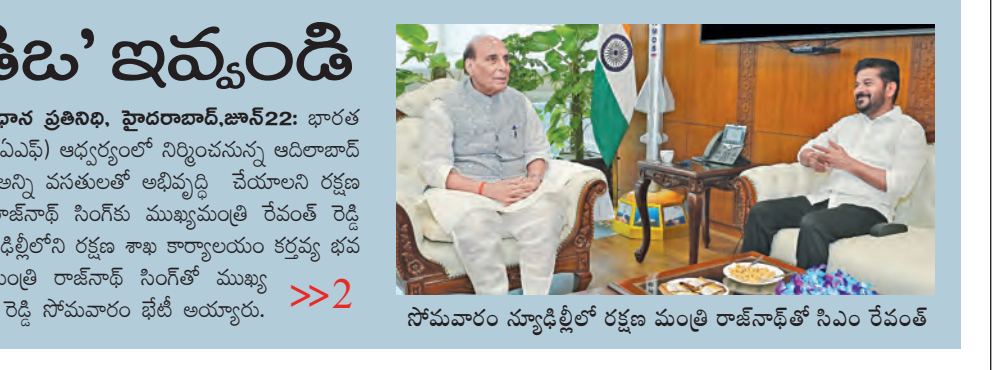 ఇవ్వండి
ప్రతినిధి, హైదరాబాద్,జూన్22: భారత
ఏఎఫ్) ఆధ్వర్యంలో నిర్మించనున్న ఆదిలాబాద్
అన్ని వసతులతో అభివృద్ధి చేయాలని రక్షణ
రాజ్‌నాథ్ సింగ్‌కు ముఖ్యమంత్రి రేవంత్ రెడ్డి
ఢిల్లీలోని రక్షణ శాఖ కార్యాలయం కర్తవ్య భవ
మంత్రి రాజ్‌నాథ్ సింగ్‌తో ముఖ్య
రెడ్డి సోమవారం భేటీ అయ్యారు. >>2
సోమవారం న్యూఢిల్లీలో రక్షణ మంత్రి రాజ్‌నాథ్‌తో సిఎం రేవంత్